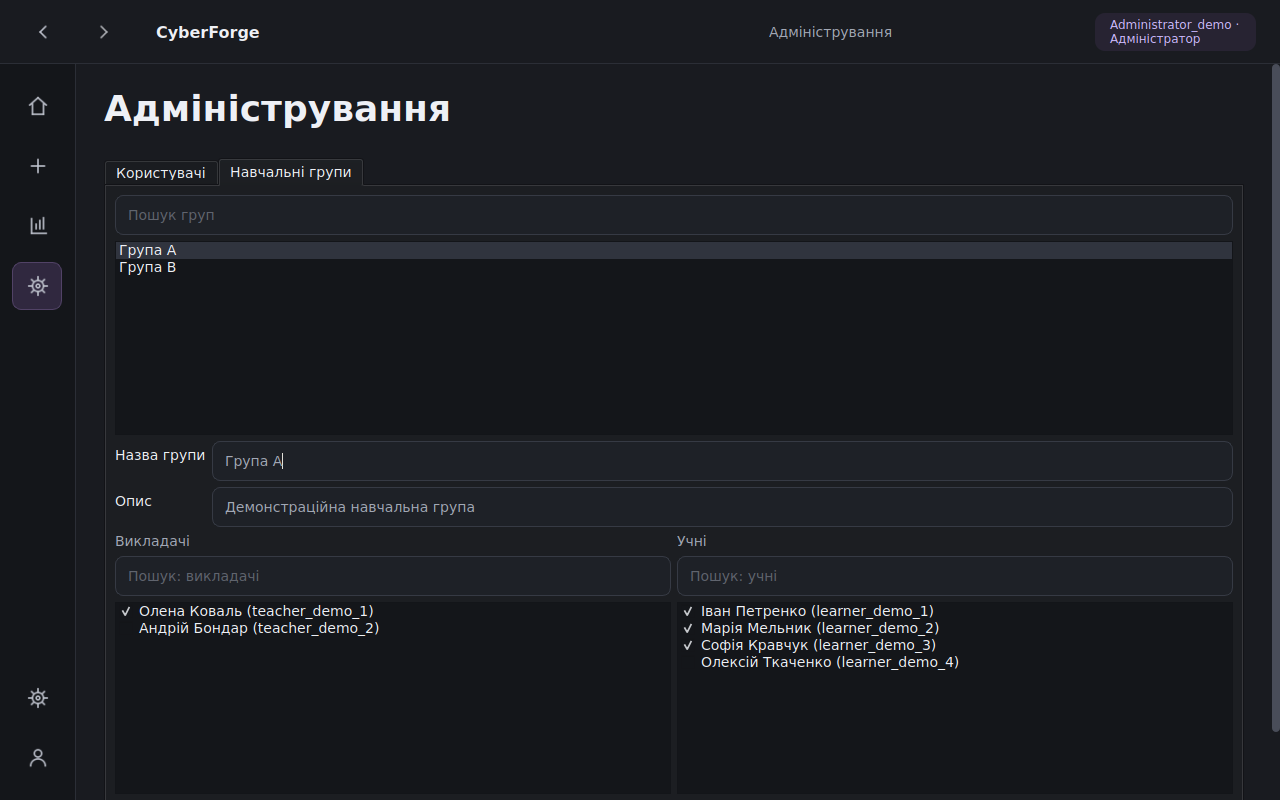 CyberForge
Адміністрування
Administrator_demo ·
Адміністратор
Адміністрування
Користувачі
Навчальні групи
Пошук груп
Група A
Група B
Назва групи
Група A
Опис
Демонстраційна навчальна група
Викладачі
Учні
Пошук: викладачі
Пошук: учні
✓ Олена Коваль (teacher_demo_1)
Андрій Бондар (teacher_demo_2)
✓ Іван Петренко (learner_demo_1)
✓ Марія Мельник (learner_demo_2)
✓ Софія Кравчук (learner_demo_3)
Олексій Ткаченко (learner_demo_4)